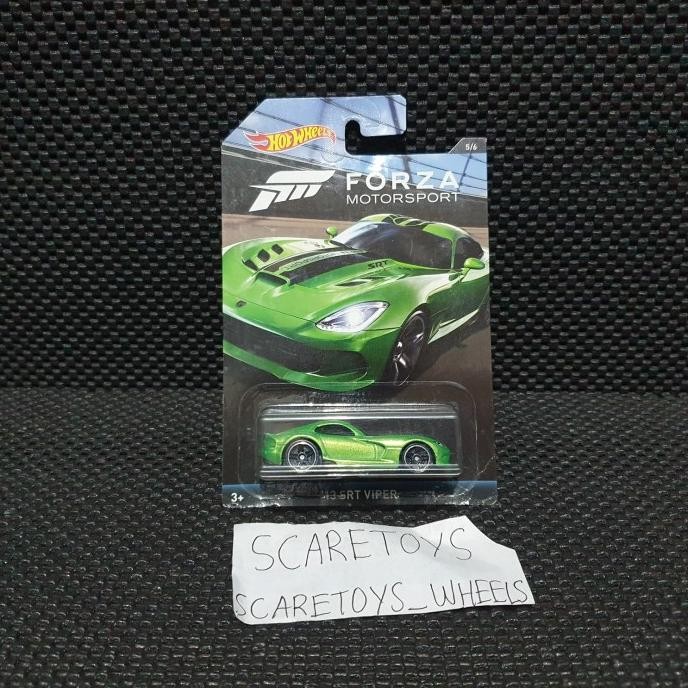 HOT WHEELS
5/6
FORZA
MOTORSPORT
SRT
3+
'13 SRT VIPER
SCARETOYS
SCARETOYS_WHEELS